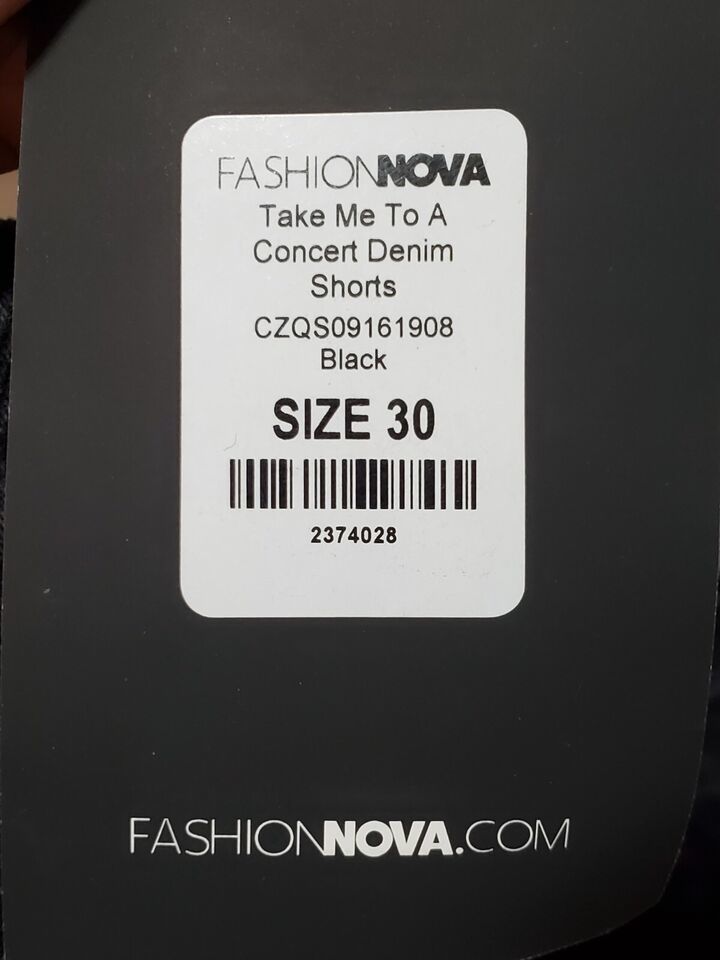 FASHIONNOVA
Take Me To A
Concert Denim
Shorts
CZQS09161908
Black
SIZE 30
2374028
FASHIONNOVA.COM